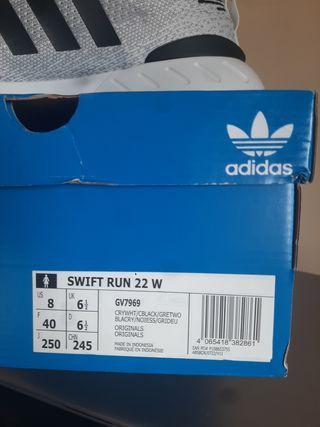 adidas
SWIFT RUN 22 W
US UK
8 6½
F D
40 6½
J CHN
250 245
GV7969
CRYWHT/CBLACK/GRETWO
BLACRY/NOIESS/GRIDEU
ORIGINALS
ORIGINALS
MADE IN INDONESIA
FABRIQUÉ EN INDONÉSIE
4 065418 382861